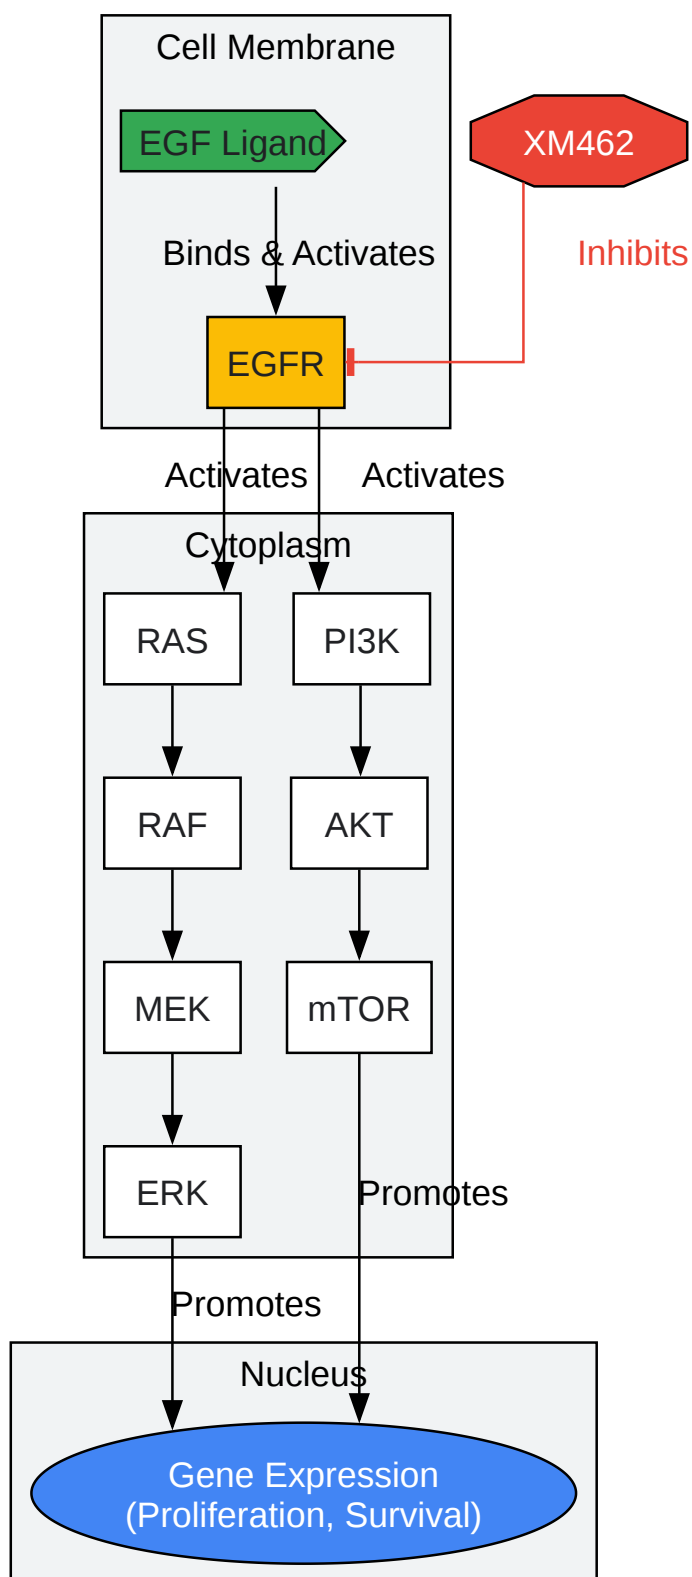 Cell Membrane
EGF Ligand
XM462
Binds & Activates
Inhibits
EGFR
Activates
Activates
Cytoplasm
RAS
PI3K
RAF
AKT
MEK
mTOR
ERK
Promotes
Promotes
Nucleus
Gene Expression
(Proliferation, Survival)